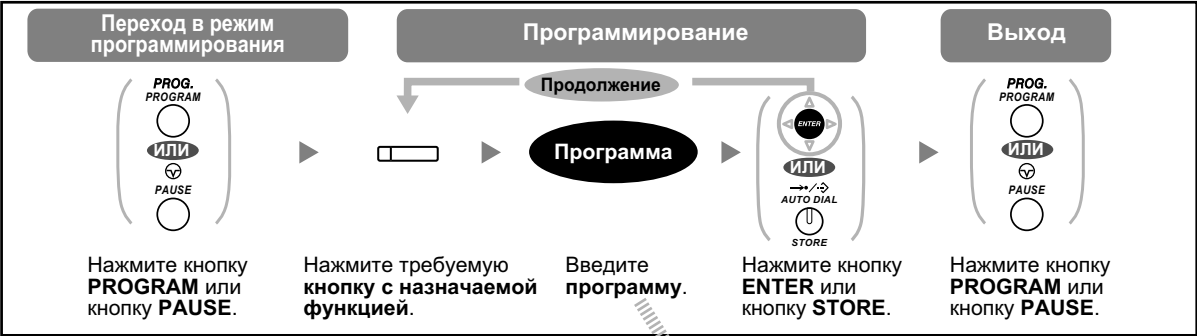 Переход в режим
программирования
Программирование
Выход
Продолжение
PROG.
PROGRAM
ИЛИ
PAUSE
Программа
ENTER
ИЛИ
AUTO DIAL
STORE
PROG.
PROGRAM
ИЛИ
PAUSE
Нажмите кнопку
PROGRAM или
кнопку PAUSE.
Нажмите требуемую
кнопку с назначаемой
функцией.
Введите
программу.
Нажмите кнопку
ENTER или
кнопку STORE.
Нажмите кнопку
PROGRAM или
кнопку PAUSE.